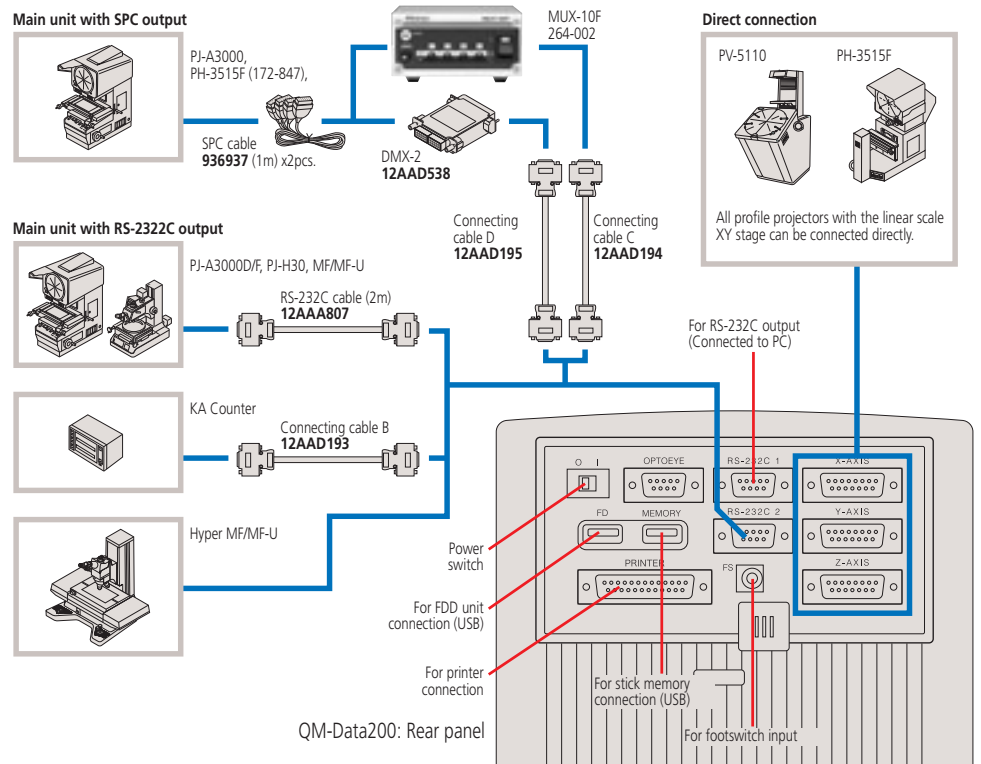 Main unit with SPC output
PJ-A3000,
PH-3515F (172-847),
SPC cable
936937 (1m) x2pcs.
MUX-10F
264-002
DMX-2
12AAD538
Connecting
cable D
12AAD195
Connecting
cable C
12AAD194
Direct connection
PV-5110
PH-3515F
All profile projectors with the linear scale
XY stage can be connected directly.
Main unit with RS-2322C output
PJ-A3000D/F, PJ-H30, MF/MF-U
RS-232C cable (2m)
12AAA807
KA Counter
Connecting cable B
12AAD193
Hyper MF/MF-U
For RS-232C output
(Connected to PC)
O I
OPTOEYE
RS-232C 1
X-AXIS
FD
MEMORY
RS-232C 2
Y-AXIS
PRINTER
FS
Z-AXIS
Power
switch
For FDD unit
connection (USB)
For printer
connection
For stick memory
connection (USB)
For footswitch input
QM-Data200: Rear panel